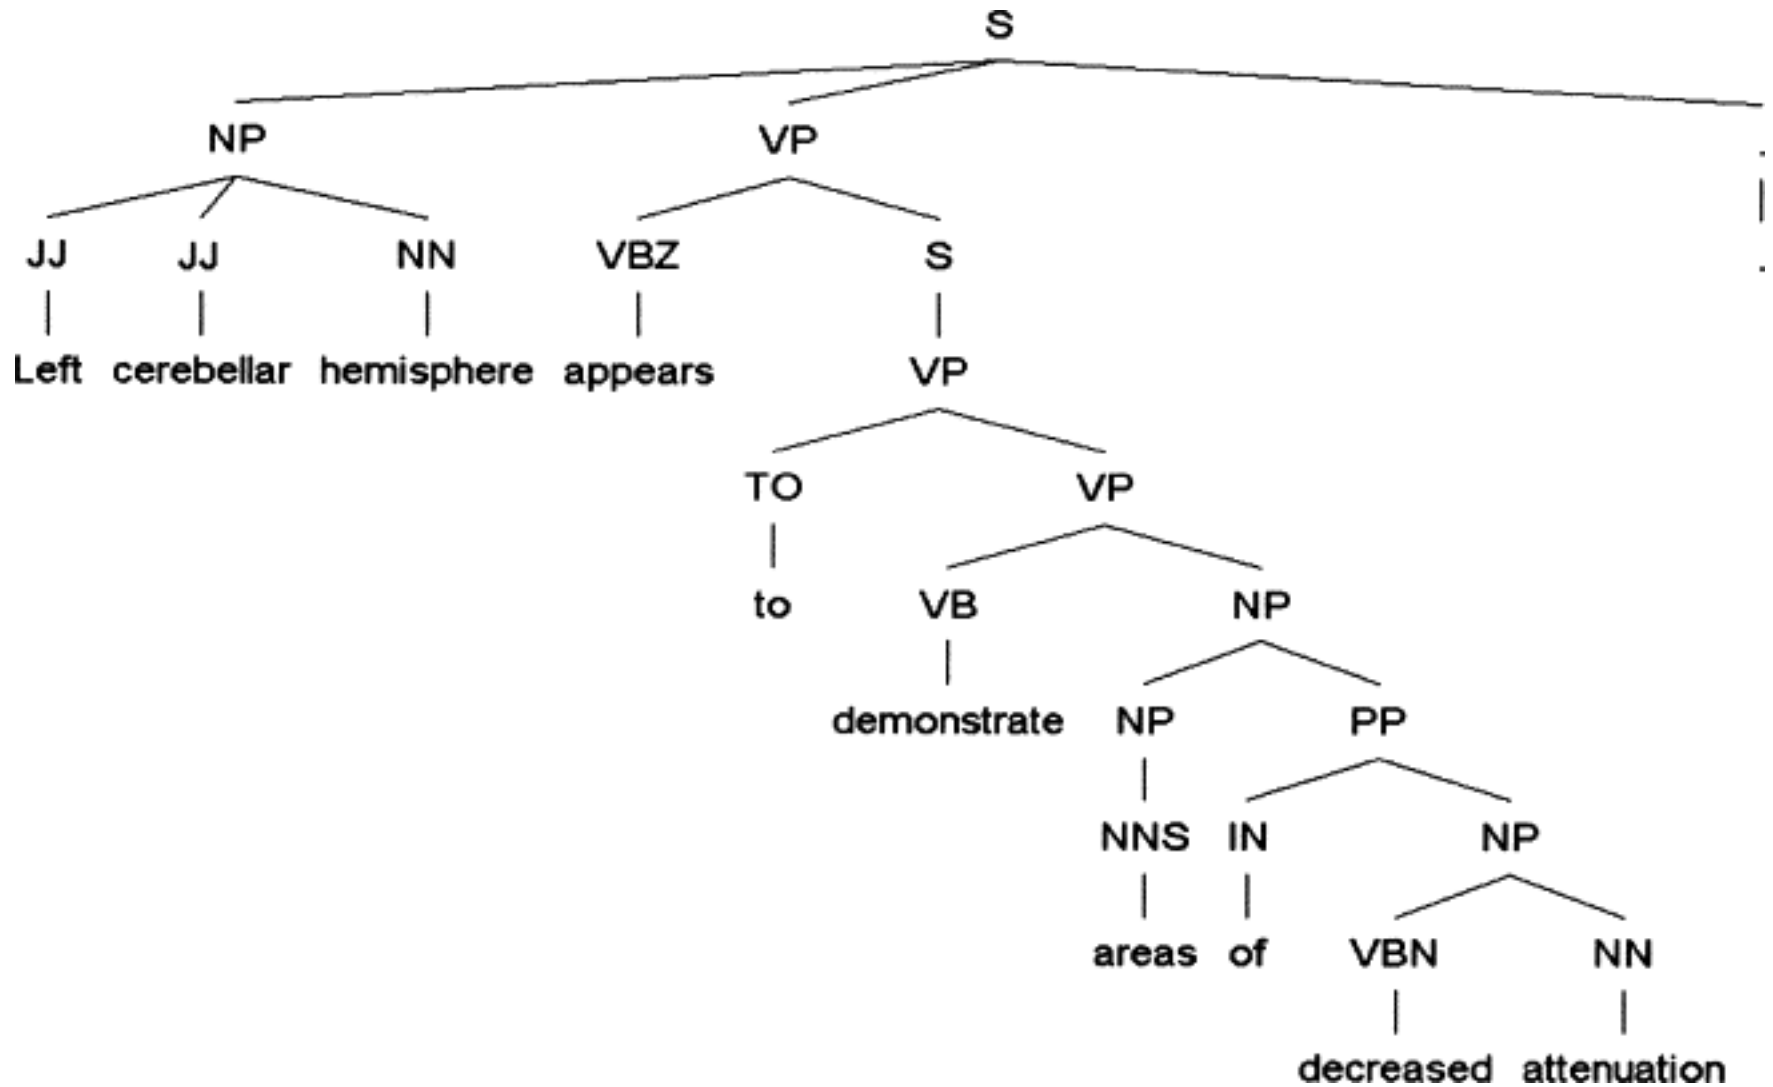 S
NP VP
JJ JJ NN VBZ S
Left cerebellar hemisphere appears VP
TO VP
to VB NP
demonstrate NP PP
NNS IN NP
areas of VBN NN
decreased attenuation